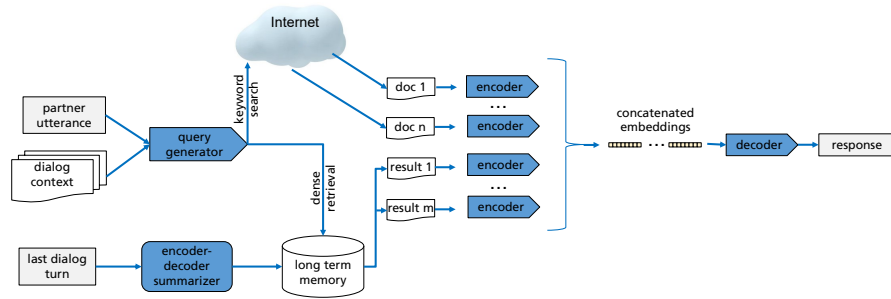 Internet
keyword
search
partner
utterance
query
generator
dialog
context
dense
retrieval
last dialog
turn
encoder-
decoder
summarizer
long term
memory
doc 1
encoder
...
doc n
encoder
result 1
encoder
...
result m
encoder
concatenated
embeddings
...
decoder
response